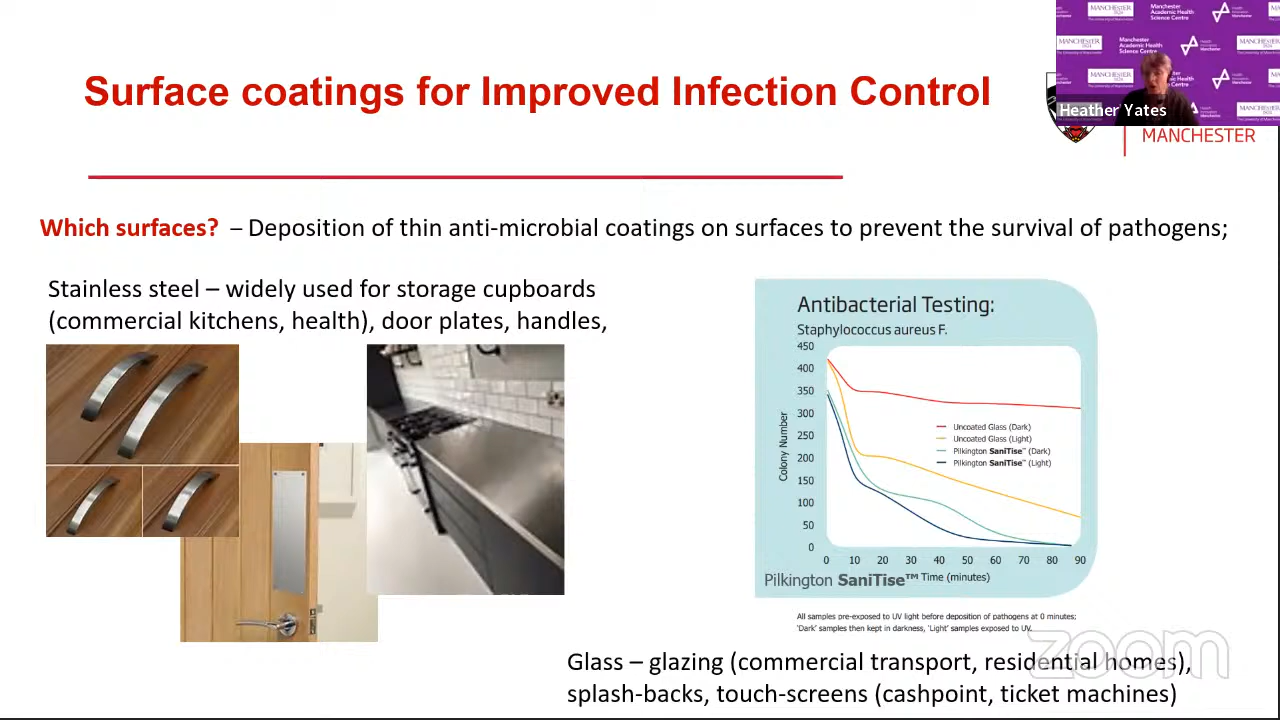 Surface coatings for Improved Infection Control
Heather Yates
MANCHESTER
Which surfaces? – Deposition of thin anti-microbial coatings on surfaces to prevent the survival of pathogens;
Stainless steel – widely used for storage cupboards
(commercial kitchens, health), door plates, handles,
Antibacterial Testing:
Staphylococcus aureus F.
450
400
350
300
250
200
150
100
50
0
Colony Number
Uncoated Glass (Dark)
Uncoated Glass (Light)
Pilkington SaniTise™ (Dark)
Pilkington SaniTise™ (Light)
0 10 20 30 40 50 60 70 80 90
Pilkington SaniTise™ Time (minutes)
All samples pre-exposed to UV light before deposition of pathogens at 0 minutes;
'Dark' samples then kept in darkness, 'Light' samples exposed to UV.
zoom
Glass – glazing (commercial transport, residential homes),
splash-backs, touch-screens (cashpoint, ticket machines)